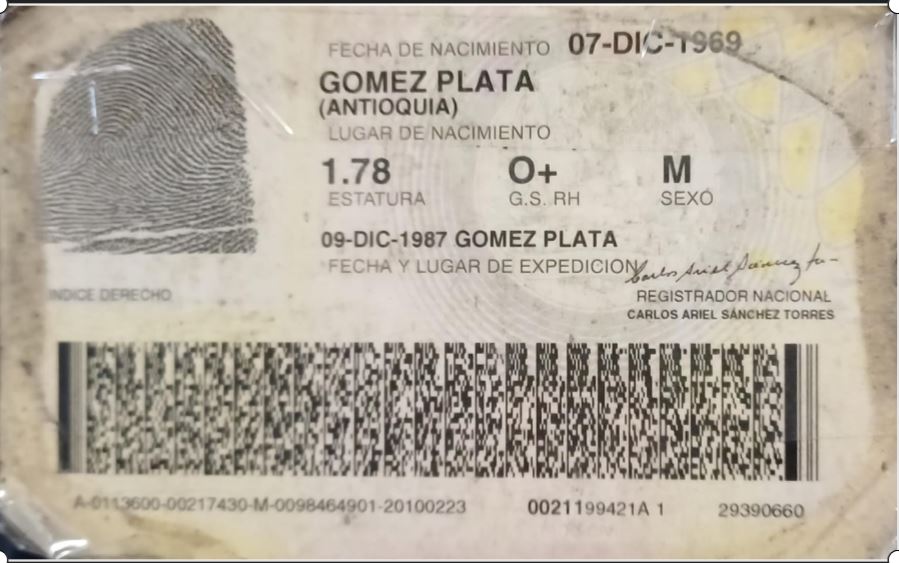 FECHA DE NACIMIENTO 07-DIC-1969
GOMEZ PLATA
(ANTIOQUIA)
LUGAR DE NACIMIENTO
1.78 O+ M
ESTATURA G.S. RH SEXO
09-DIC-1987 GOMEZ PLATA
FECHA Y LUGAR DE EXPEDICION
INDICE DERECHO
REGISTRADOR NACIONAL
CARLOS ARIEL SÁNCHEZ TORRES
A-0113600-00217430-M-0098464901-20100223 0021199421A 1 29390660